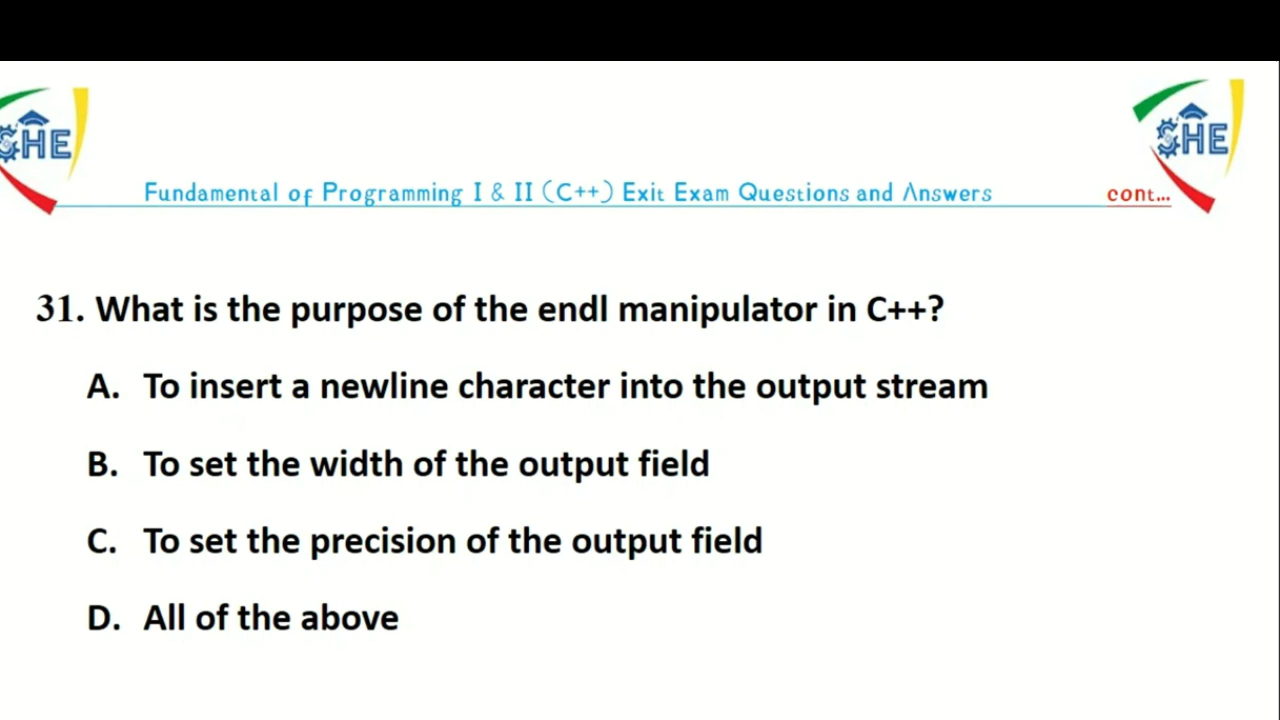 SHE
SHE
Fundamental of Programming I & II (C++) Exit Exam Questions and Answers cont...
31. What is the purpose of the endl manipulator in C++?
A. To insert a newline character into the output stream
B. To set the width of the output field
C. To set the precision of the output field
D. All of the above